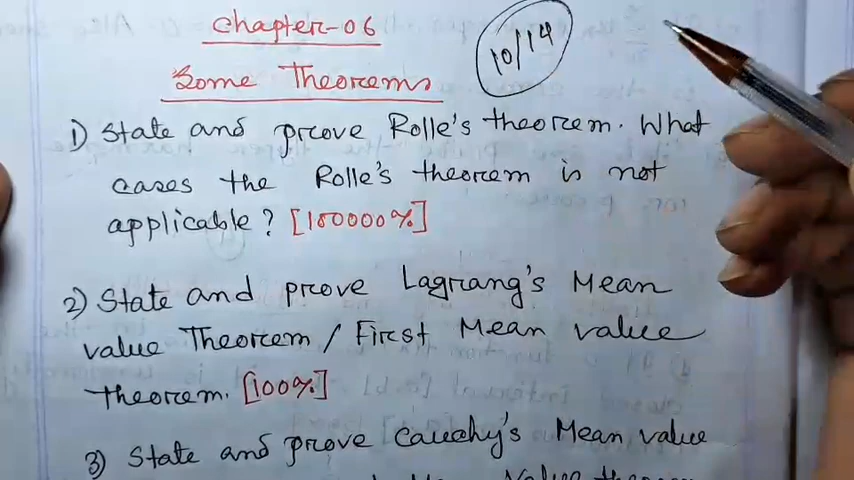 Chapter-06
10/14
Some Theorems
1) State and prove Rolle's theorem. What
cases the Rolle's theorem is not
applicable? [100000%]
2) State and prove Lagrang's Mean
value Theorem / First Mean value
Theorem. [100%]
3) State and prove Cauchy's Mean value
Value theorem